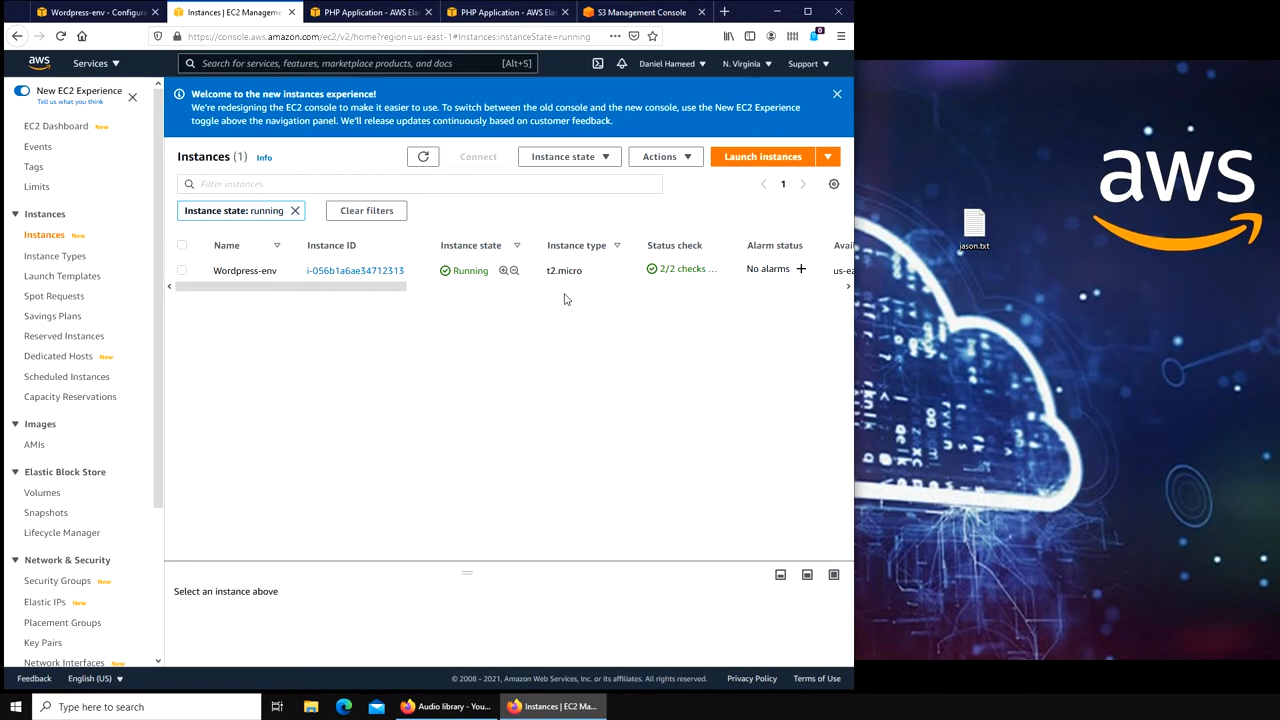 Wordpress-env - Configura
Instances | EC2 Managem
PHP Application - AWS Ela
PHP Application - AWS Ela
S3 Management Console
https://console.aws.amazon.com/ec2/v2/home?region=us-east-1#Instances:instanceState=running
0
aws
Services
Search for services, features, marketplace products, and docs
[Alt+S]
Daniel Hameed
N. Virginia
Support
New EC2 Experience
Tell us what you think
EC2 Dashboard New
Events
Tags
Limits
Instances
Instances New
Instance Types
Launch Templates
Spot Requests
Savings Plans
Reserved Instances
Dedicated Hosts New
Scheduled Instances
Capacity Reservations
Images
AMIs
Elastic Block Store
Volumes
Snapshots
Lifecycle Manager
Network & Security
Security Groups New
Elastic IPs New
Placement Groups
Key Pairs
Network Interfaces New
Welcome to the new instances experience!
We're redesigning the EC2 console to make it easier to use. To switch between the old console and the new console, use the New EC2 Experience
toggle above the navigation panel. We'll release updates continuously based on customer feedback.
Instances (1) Info
Connect
Instance state
Actions
Launch instances
Filter instances
1
Instance state: running
Clear filters
Name Instance ID Instance state Instance type Status check Alarm status Avai
Wordpress-env i-056b1a6ae34712313 Running t2.micro 2/2 checks ... No alarms + us-ea
Select an instance above
Feedback
English (US)
© 2008 - 2021, Amazon Web Services, Inc. or its affiliates. All rights reserved.
Privacy Policy
Terms of Use
Type here to search
Audio library - You...
Instances | EC2 Ma...
aws
jason.txt